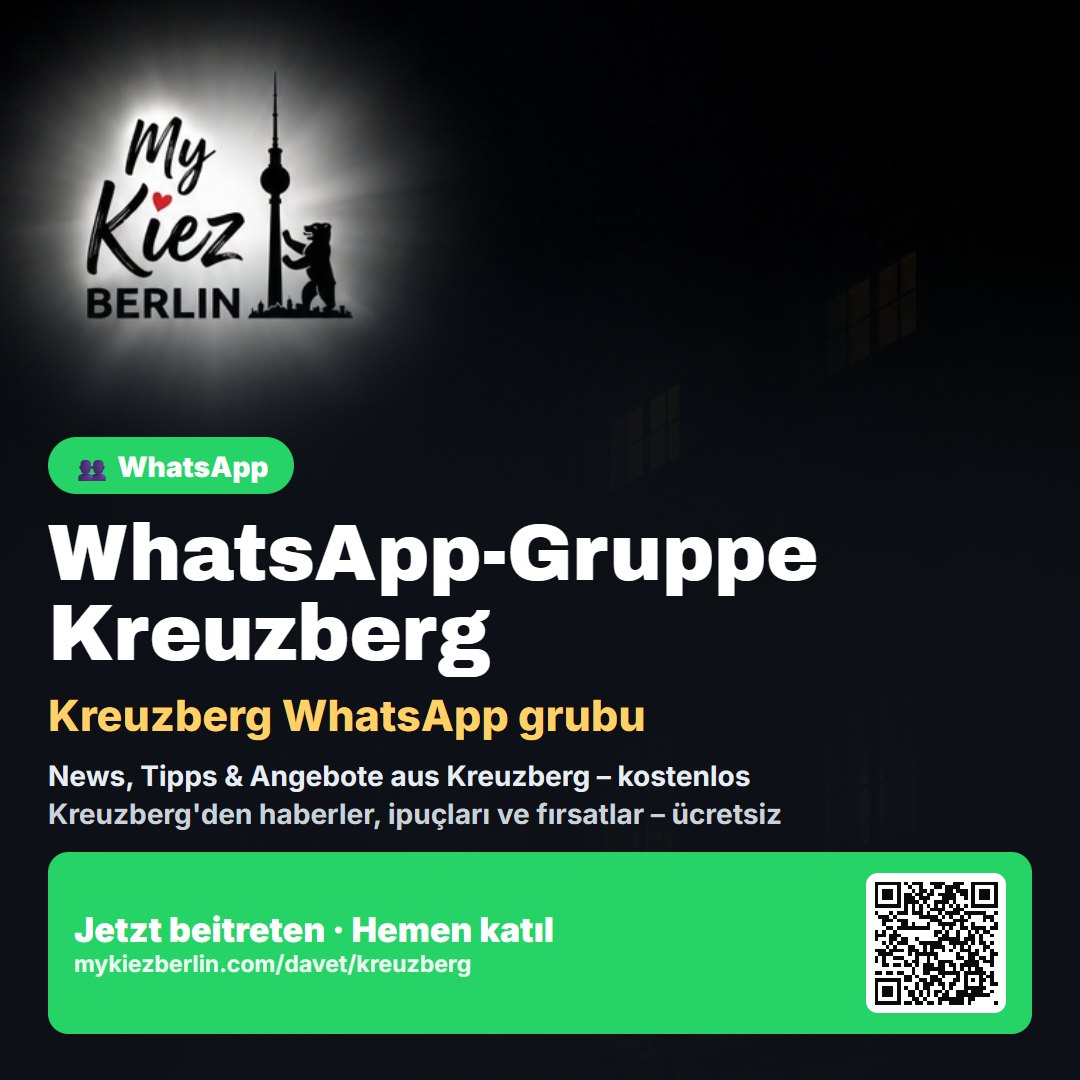 My
Kiez
BERLIN
WhatsApp
WhatsApp-Gruppe
Kreuzberg
Kreuzberg WhatsApp grubu
News, Tipps & Angebote aus Kreuzberg – kostenlos
Kreuzberg'den haberler, ipuçları ve fırsatlar – ücretsiz
Jetzt beitreten · Hemen katıl
mykiezberlin.com/davet/kreuzberg